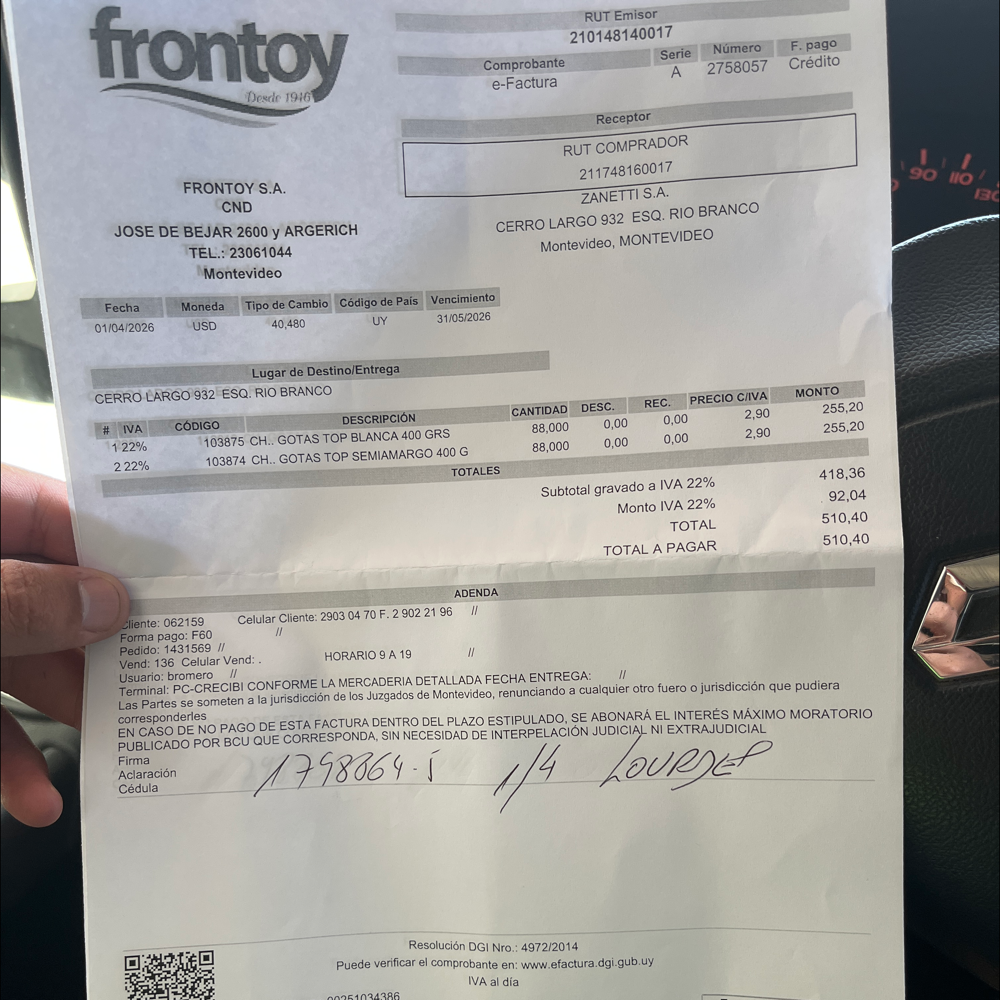 frontoy
Desde 1946
RUT Emisor
210148140017
Comprobante Serie Número F. pago
e-Factura A 2758057 Crédito
Receptor
RUT COMPRADOR
211748160017
ZANETTI S.A.
CERRO LARGO 932 ESQ. RIO BRANCO
Montevideo, MONTEVIDEO
FRONTOY S.A.
CND
JOSE DE BEJAR 2600 y ARGERICH
TEL.: 23061044
Montevideo
Fecha Moneda Tipo de Cambio Código de País Vencimiento
01/04/2026 USD 40,480 UY 31/05/2026
Lugar de Destino/Entrega
CERRO LARGO 932 ESQ. RIO BRANCO
# IVA CÓDIGO DESCRIPCIÓN CANTIDAD DESC. REC. PRECIO C/IVA MONTO
1 22% 103875 CH.. GOTAS TOP BLANCA 400 GRS 88,000 0,00 0,00 2,90 255,20
2 22% 103874 CH.. GOTAS TOP SEMIAMARGO 400 G 88,000 0,00 0,00 2,90 255,20
TOTALES
Subtotal gravado a IVA 22% 418,36
Monto IVA 22% 92,04
TOTAL 510,40
TOTAL A PAGAR 510,40
ADENDA
Cliente: 062159 Celular Cliente: 2903 04 70 F. 2 902 21 96 //
Forma pago: F60 //
Pedido: 1431569 //
Vend: 136 Celular Vend: . HORARIO 9 A 19 //
Usuario: bromero //
Terminal: PC-CRECIBI CONFORME LA MERCADERIA DETALLADA FECHA ENTREGA: //
Las Partes se someten a la jurisdicción de los Juzgados de Montevideo, renunciando a cualquier otro fuero o jurisdicción que pudiera
corresponderles
EN CASO DE NO PAGO DE ESTA FACTURA DENTRO DEL PLAZO ESTIPULADO, SE ABONARÁ EL INTERÉS MÁXIMO MORATORIO
PUBLICADO POR BCU QUE CORRESPONDA, SIN NECESIDAD DE INTERPELACIÓN JUDICIAL NI EXTRAJUDICIAL
Firma
Aclaración
Cédula
1/4 LOURDES
Resolución DGI Nro.: 4972/2014
Puede verificar el comprobante en: www.efactura.dgi.gub.uy
IVA al día
00251034386
90 110 130